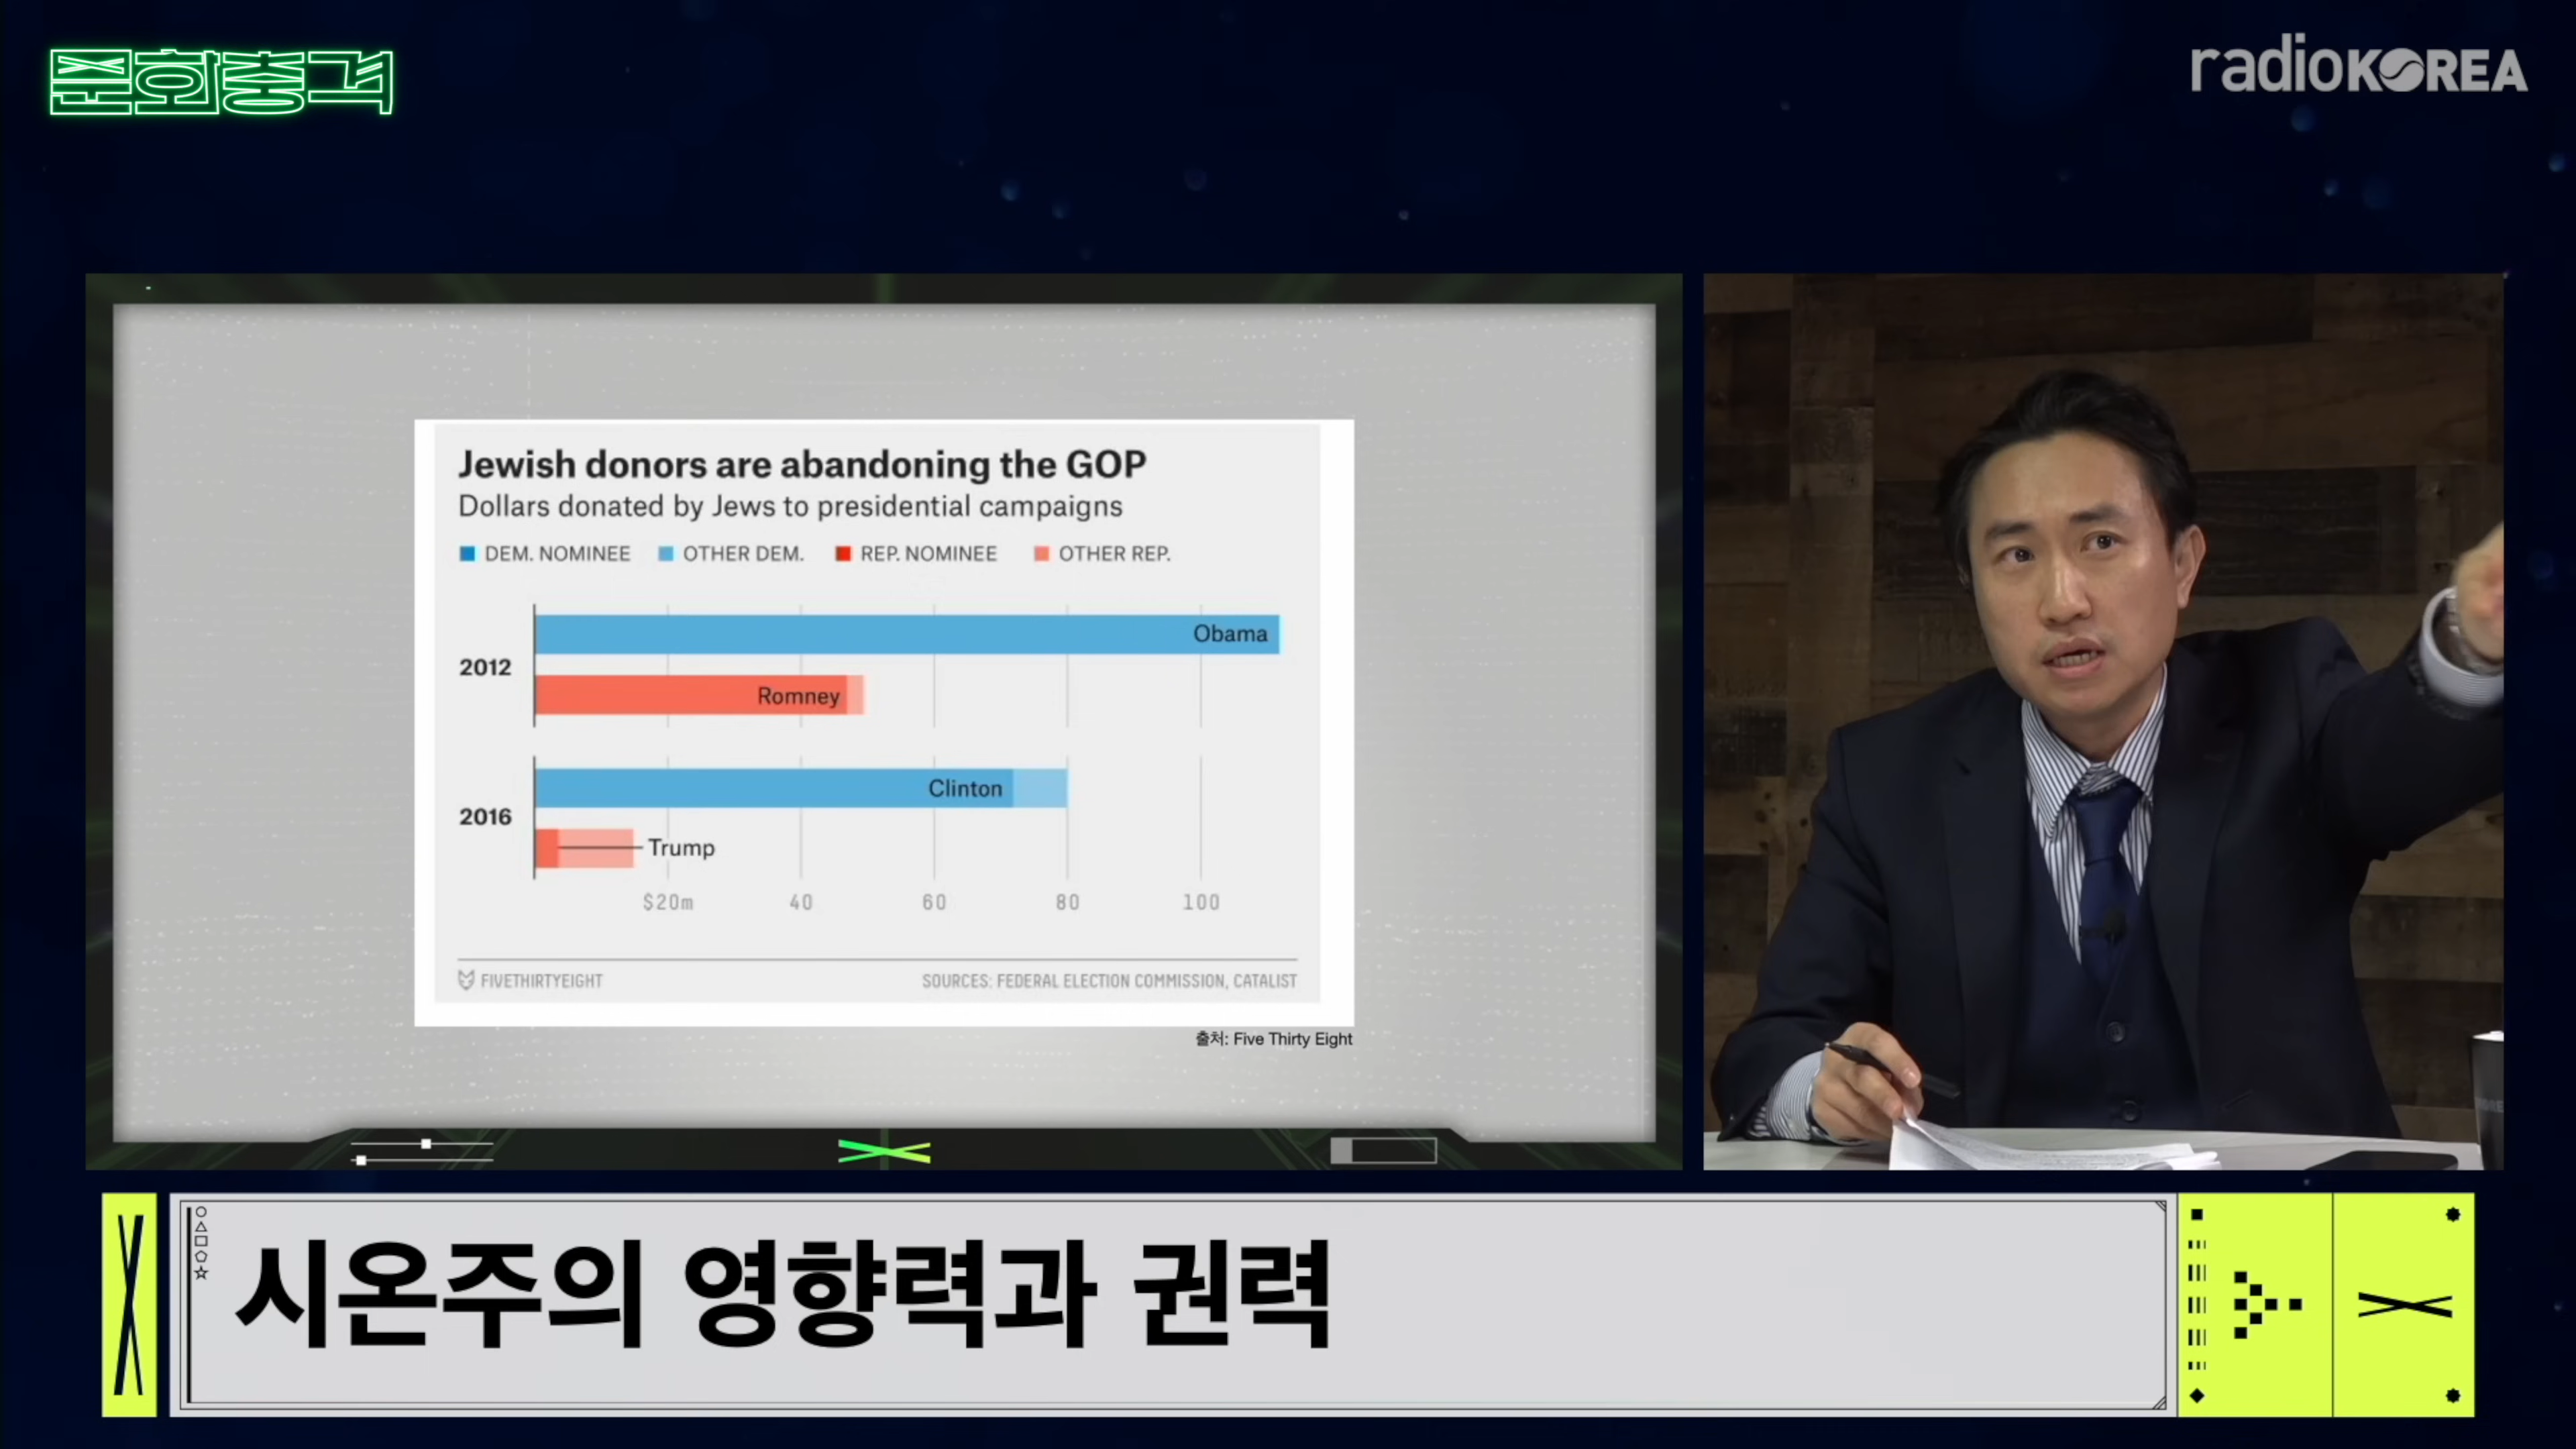 문화충격
radioKOREA
Jewish donors are abandoning the GOP
Dollars donated by Jews to presidential campaigns
DEM. NOMINEE OTHER DEM. REP. NOMINEE OTHER REP.
2012
Obama
Romney
2016
Clinton
Trump
$20m 40 60 80 100
FIVETHIRTYEIGHT SOURCES: FEDERAL ELECTION COMMISSION, CATALIST
출처: Five Thirty Eight
시온주의 영향력과 권력